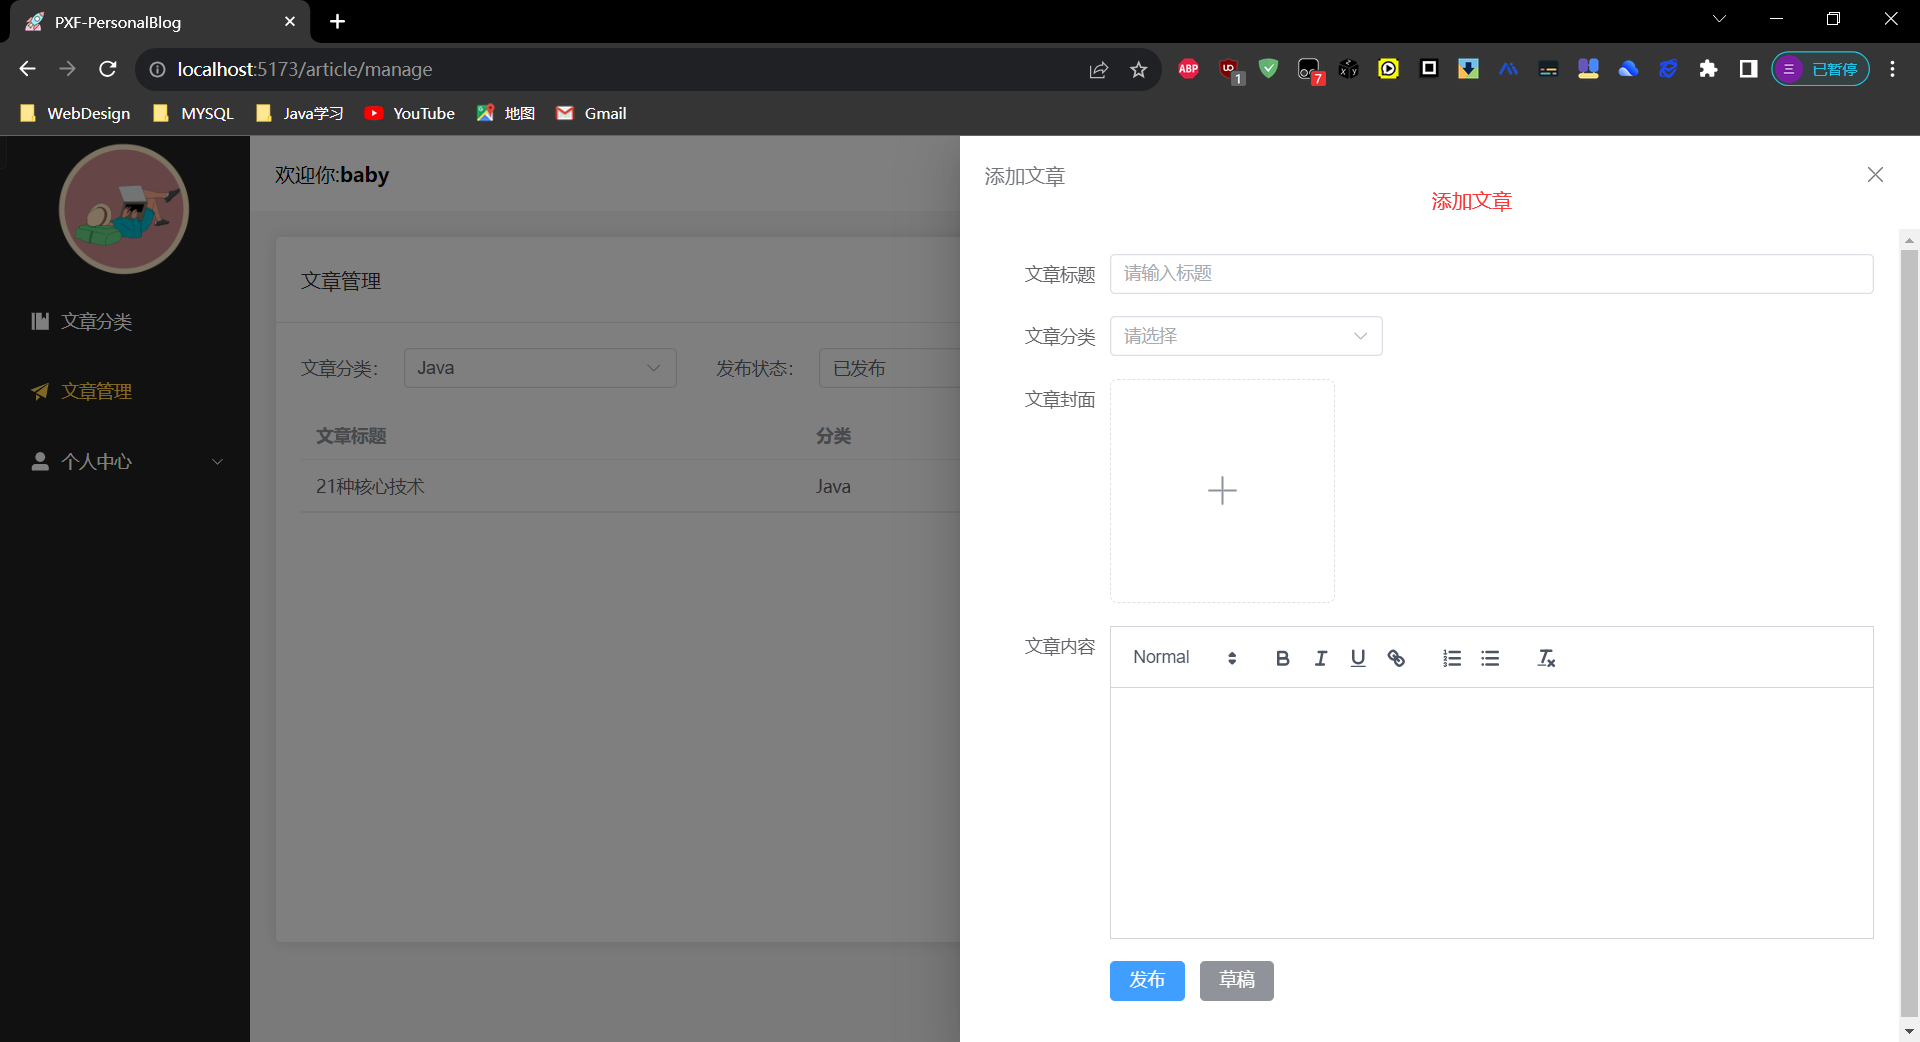 PXF-PersonalBlog
localhost:5173/article/manage
ABP
UO
1
7
三
已暂停
WebDesign
MYSQL
Java学习
YouTube
地图
Gmail
文章分类
文章管理
个人中心
欢迎你:baby
文章管理
文章分类:
Java
发布状态:
已发布
文章标题
分类
21种核心技术
Java
添加文章
添加文章
文章标题
请输入标题
文章分类
请选择
文章封面
文章内容
Normal
发布
草稿